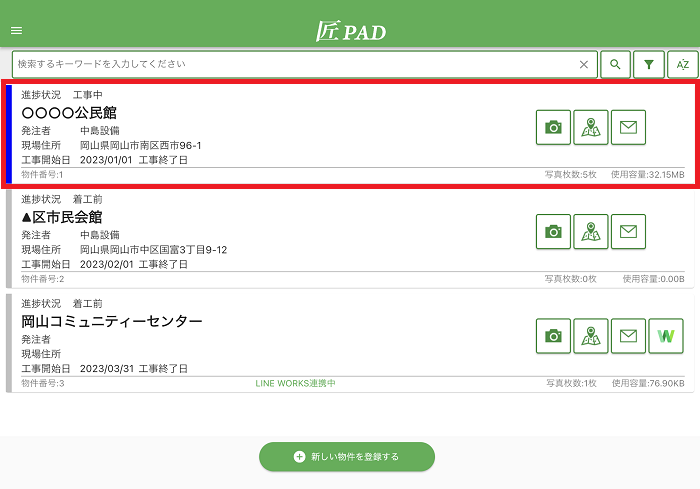 匠PAD
検索するキーワードを入力してください
AZ
進捗状況 工事中
〇〇〇〇公民館
発注者 中島設備
現場住所 岡山県岡山市南区西市96-1
工事開始日 2023/01/01 工事終了日
物件番号:1 写真枚数:5枚 使用容量:32.15MB
進捗状況 着工前
▲区市民会館
発注者 中島設備
現場住所 岡山県岡山市中区国富3丁目9-12
工事開始日 2023/02/01 工事終了日
物件番号:2 写真枚数:0枚 使用容量:0.00B
進捗状況 着工前
岡山コミュニティーセンター
発注者
現場住所
工事開始日 2023/03/31 工事終了日
物件番号:3 LINE WORKS連携中 写真枚数:1枚 使用容量:76.90KB
新しい物件を登録する